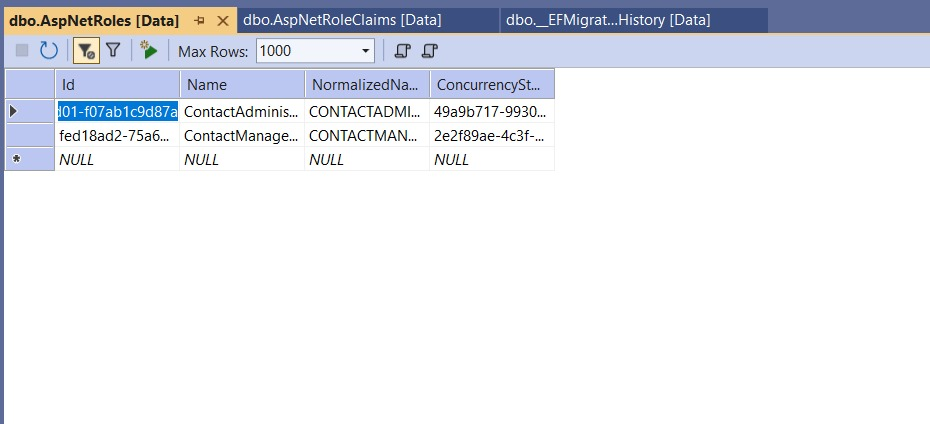 dbo.AspNetRoles [Data] dbo.AspNetRoleClaims [Data] dbo.__EFMigrat...History [Data]
Max Rows: 1000
Id Name NormalizedNa... ConcurrencySt...
d01-f07ab1c9d87a ContactAdminis... CONTACTADMI... 49a9b717-9930...
fed18ad2-75a6... ContactManage... CONTACTMAN... 2e2f89ae-4c3f-...
NULL NULL NULL NULL